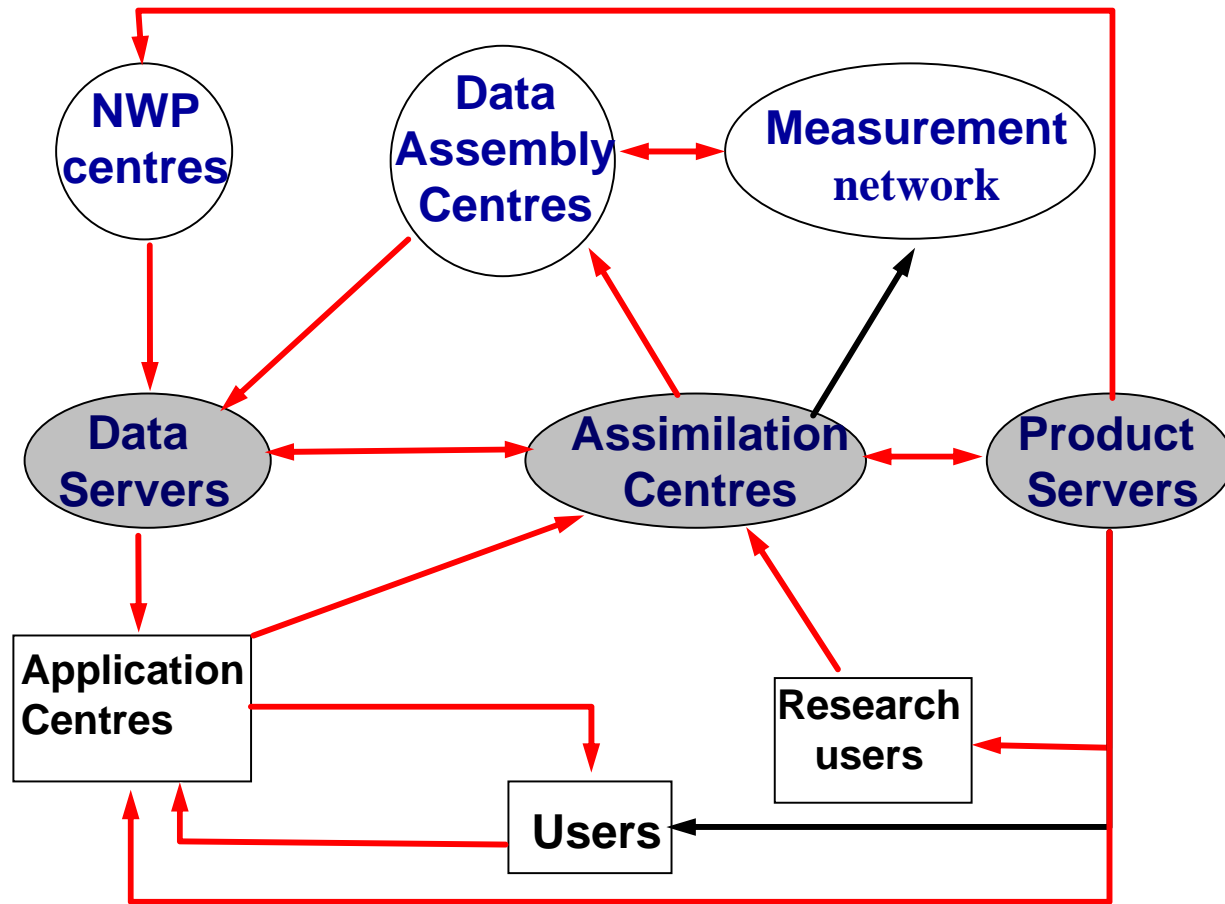 NWP
centres
Data
Assembly
Centres
Measurement
network
Data
Servers
Assimilation
Centres
Product
Servers
Application
Centres
Research
users
Users